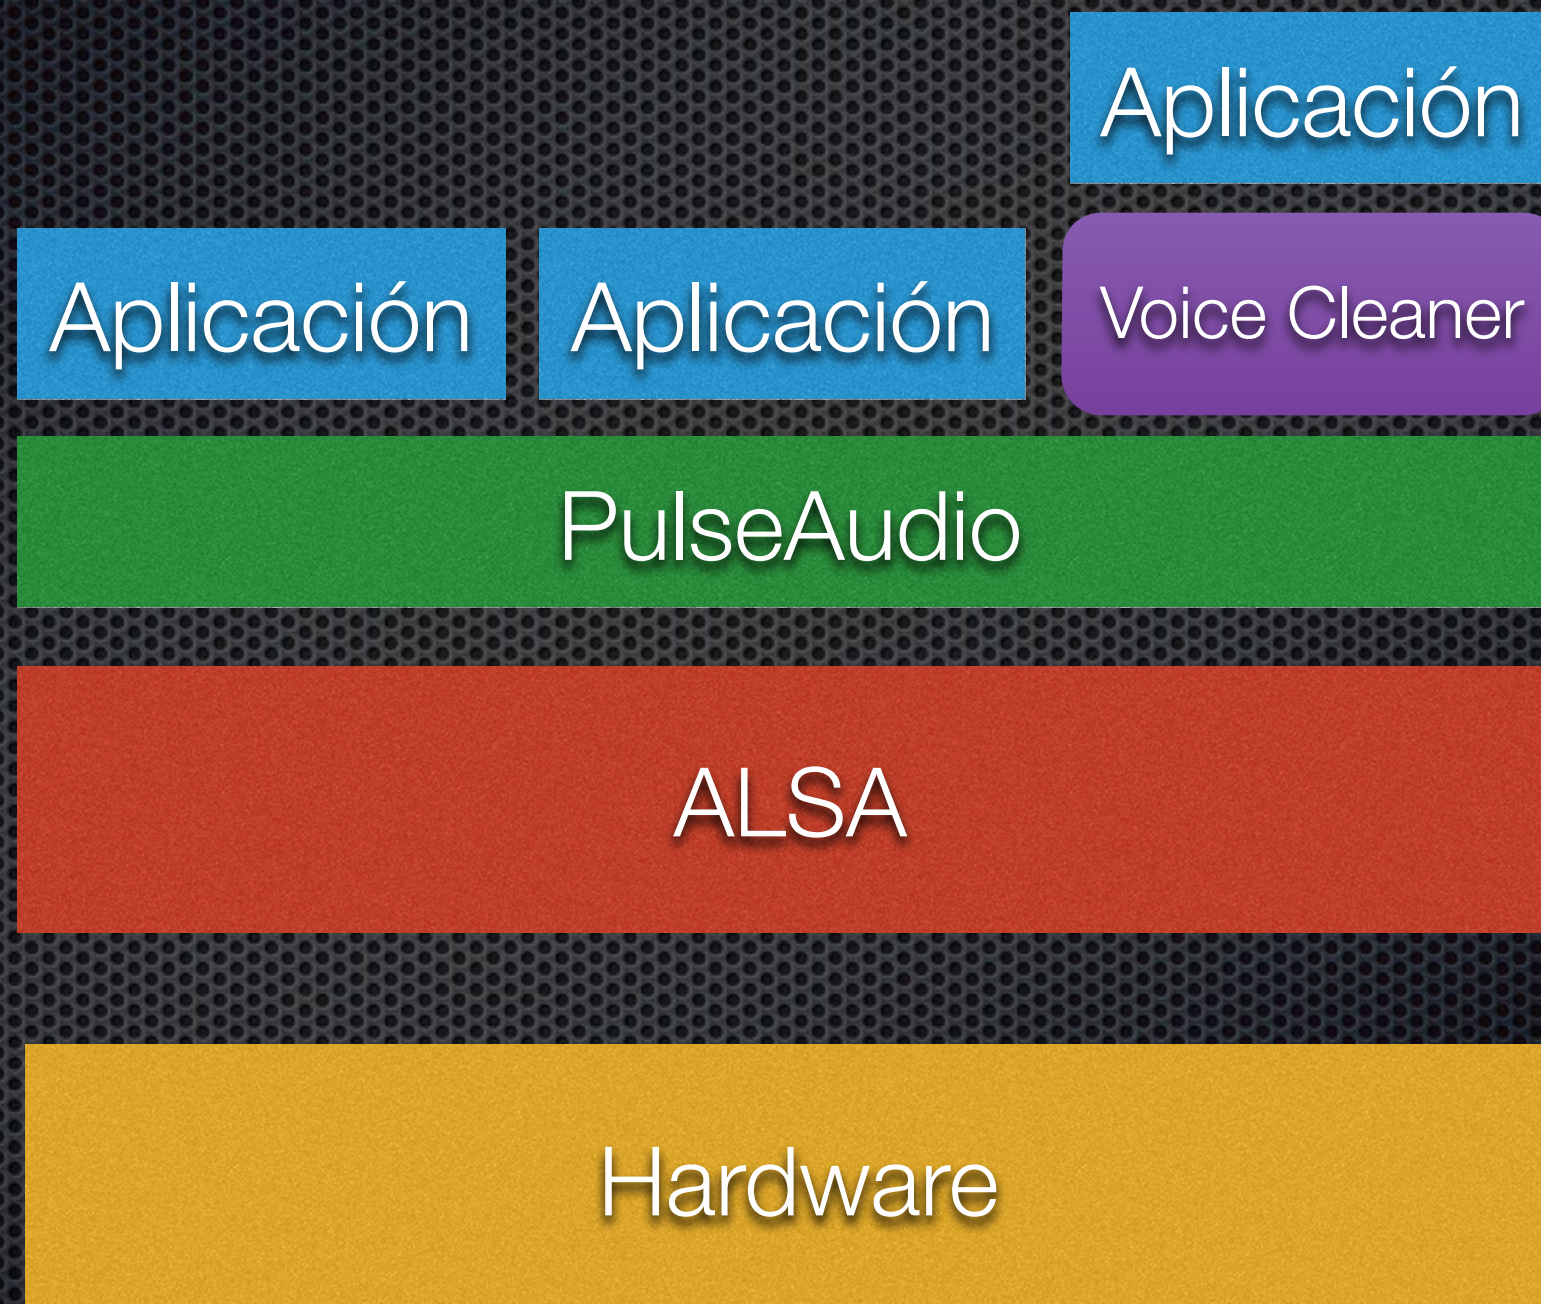 Aplicación
Aplicación
Aplicación
Voice Cleaner
PulseAudio
ALSA
Hardware